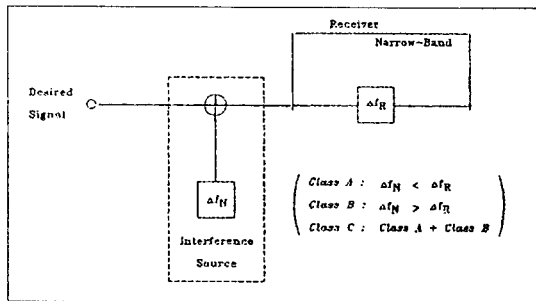 Receiver
Narrow-Band
Desired
Signal
Δf_R
Δf_N
Interference
Source
Class A : Δf_N < Δf_R
Class B : Δf_N > Δf_R
Class C : Class A + Class B